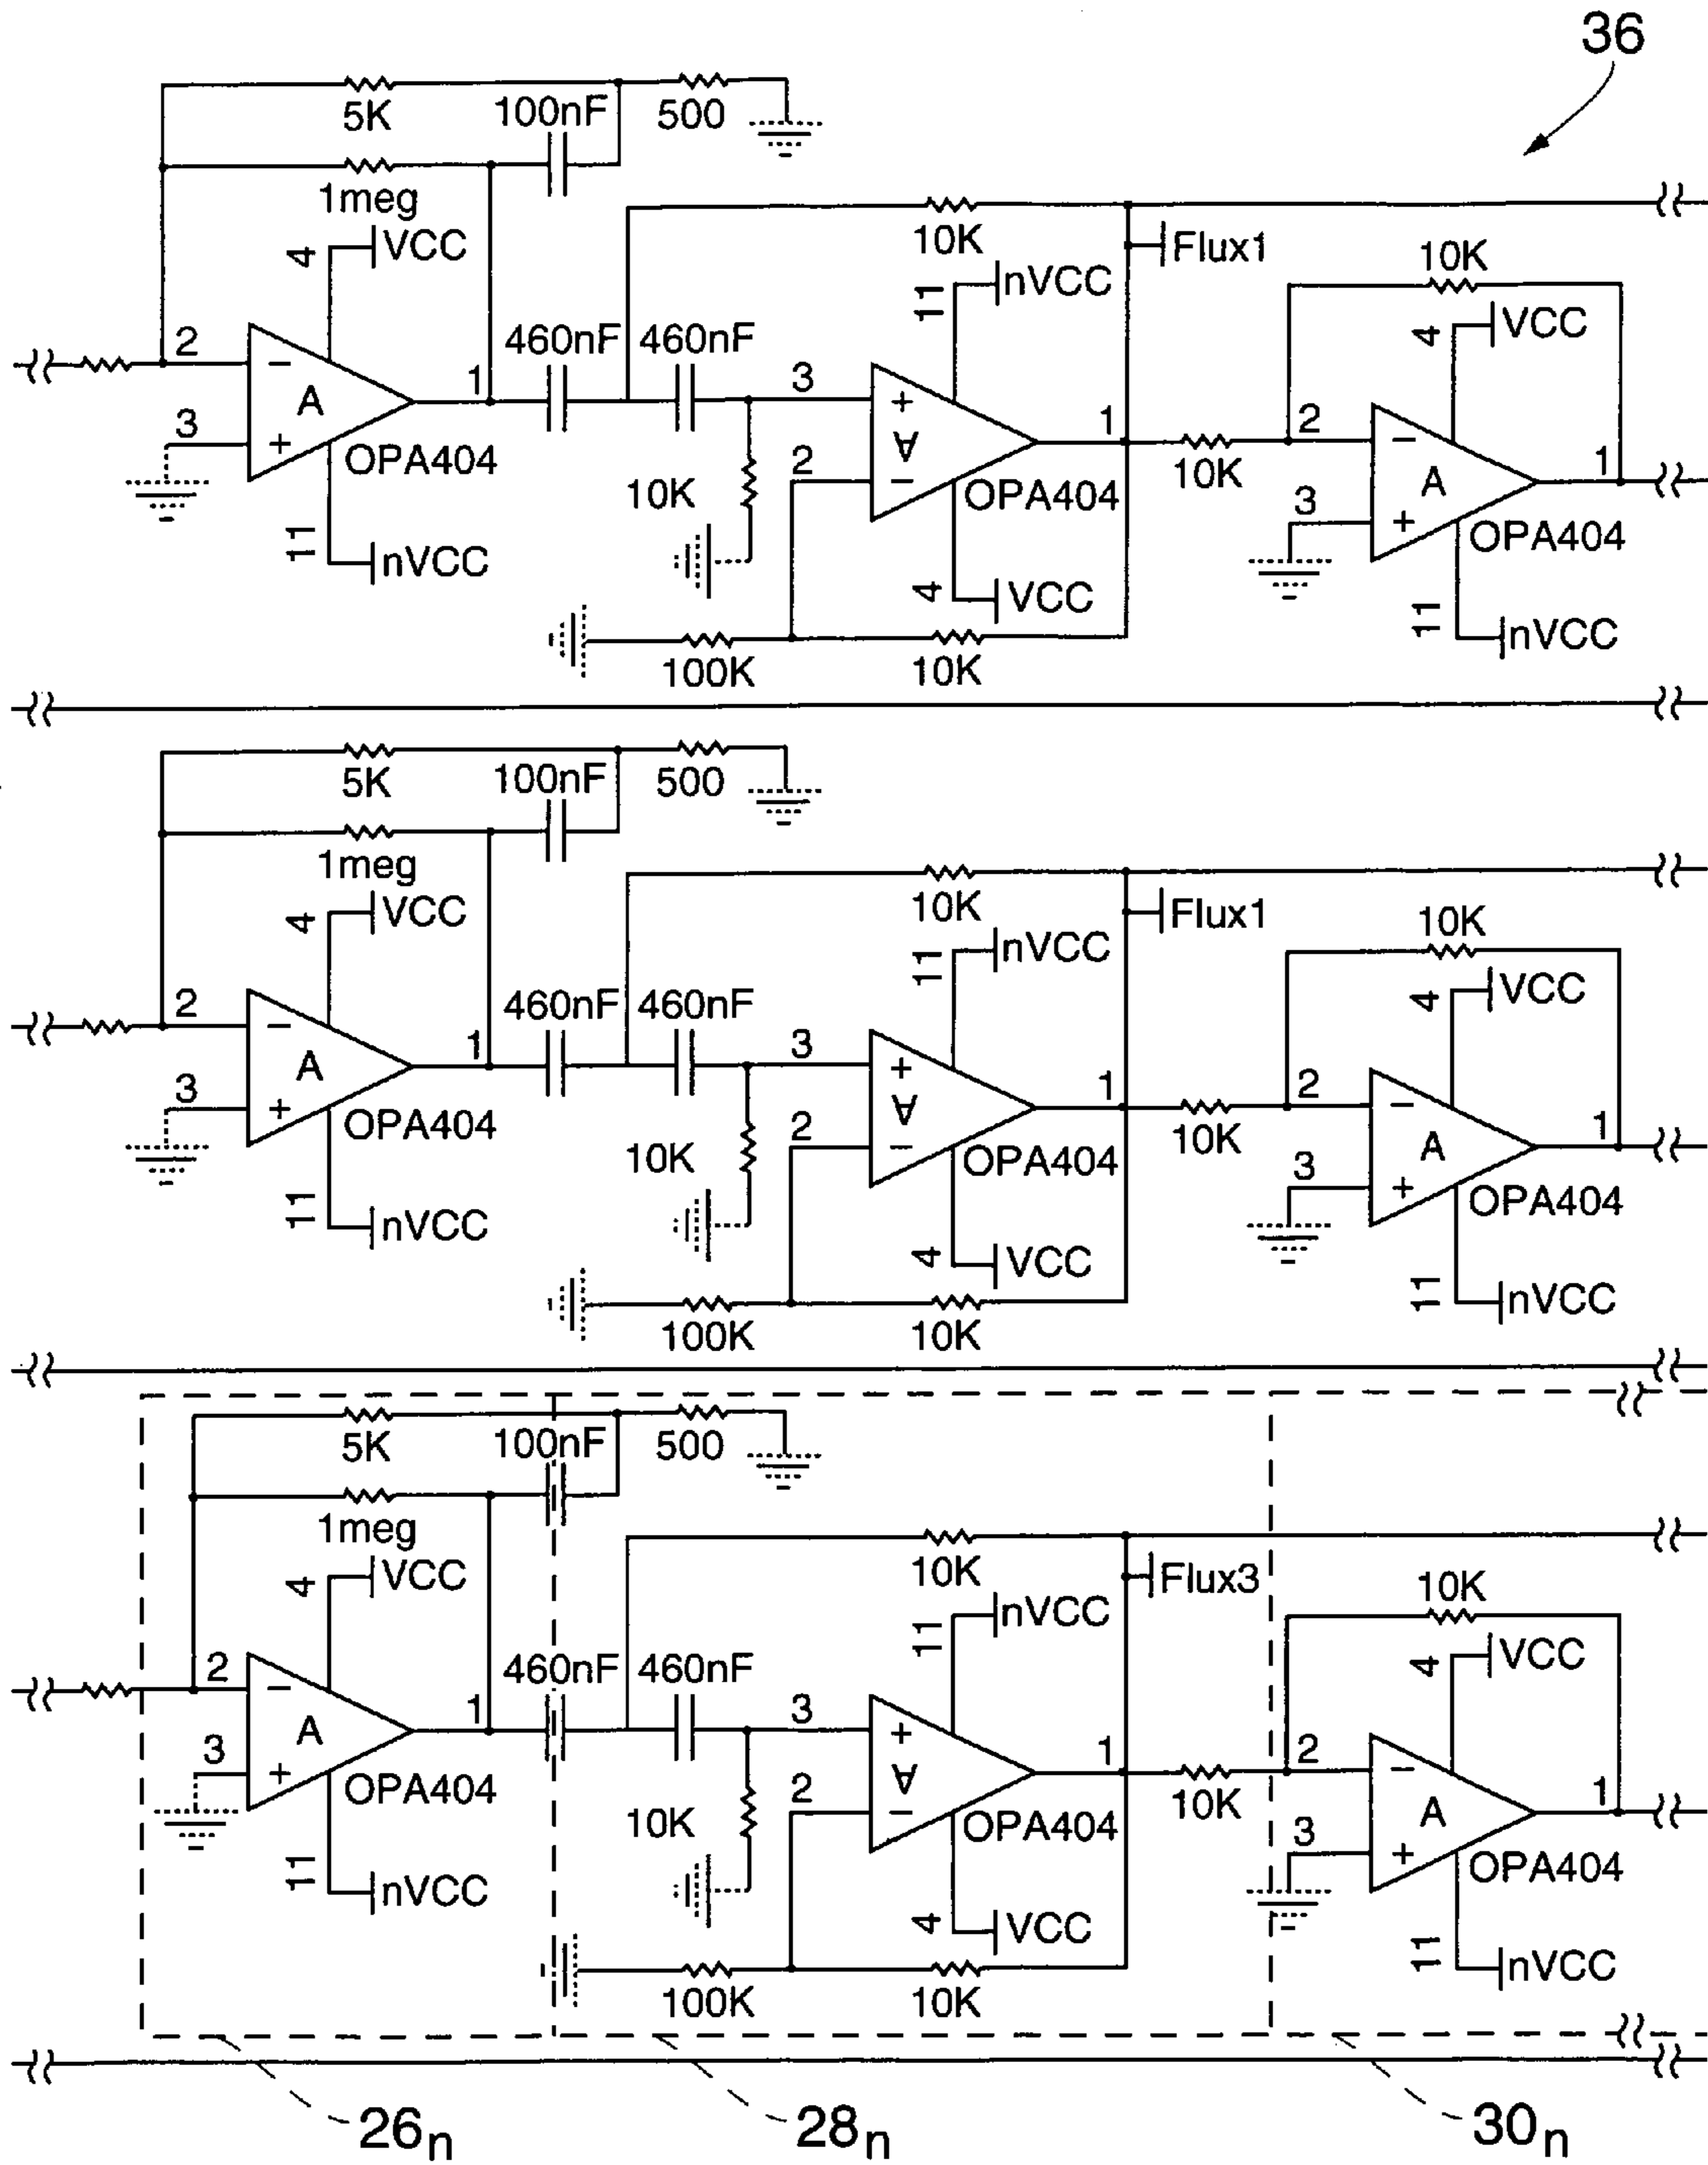 36
5K
100nF
500
1meg
4
VCC
10K
Flux1
11
nVCC
10K
4
VCC
2
−
460nF
460nF
3
+
1
2
−
A
1
A
10K
A
1
3
+
OPA404
10K
2
−
OPA404
3
+
OPA404
11
nVCC
4
VCC
11
nVCC
100K
10K
5K
100nF
500
1meg
4
VCC
10K
Flux1
11
nVCC
10K
4
VCC
2
−
460nF
460nF
3
+
1
2
−
A
1
A
10K
A
1
3
+
OPA404
10K
2
−
OPA404
3
+
OPA404
11
nVCC
4
VCC
11
nVCC
100K
10K
5K
100nF
500
1meg
4
VCC
10K
Flux3
11
nVCC
10K
4
VCC
2
−
460nF
460nF
3
+
1
2
−
A
1
A
10K
A
1
3
+
OPA404
10K
2
−
OPA404
3
+
OPA404
11
nVCC
4
VCC
11
nVCC
100K
10K
26n
28n
30n